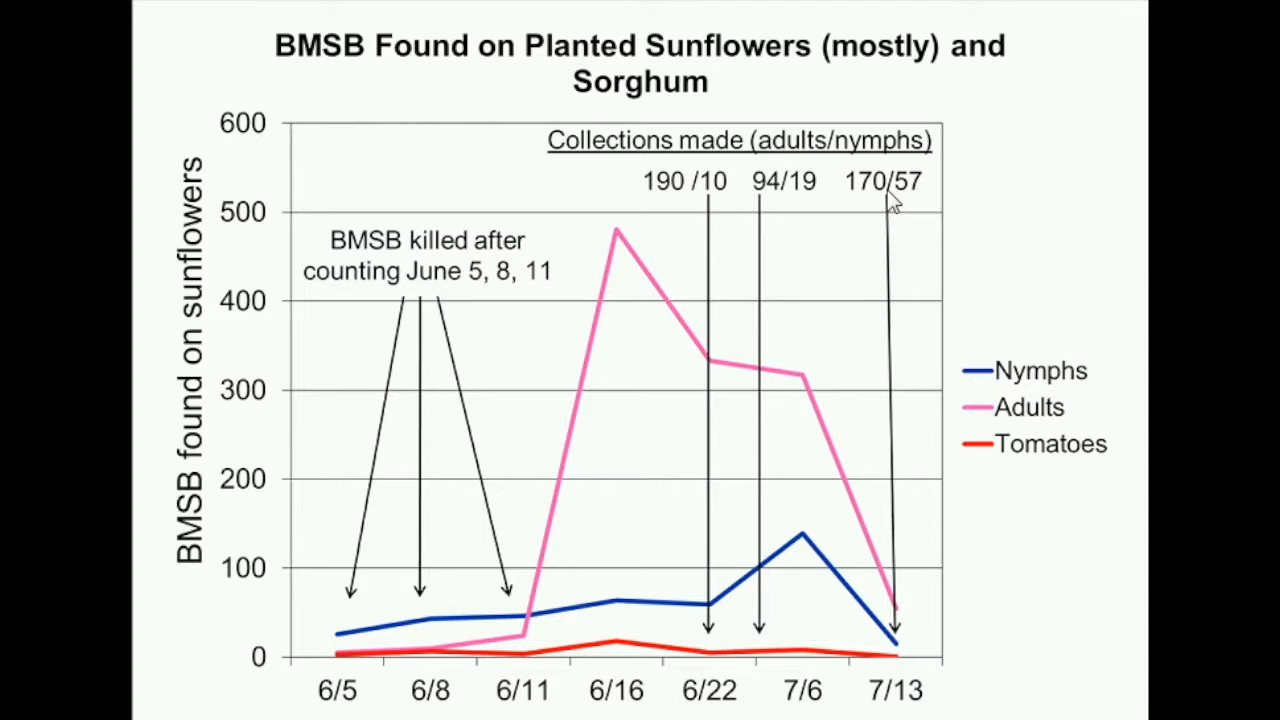 BMSB Found on Planted Sunflowers (mostly) and
Sorghum
600
500
400
300
200
100
0
BMSB found on sunflowers
Collections made (adults/nymphs)
190 /10 94/19 170/57
BMSB killed after
counting June 5, 8, 11
Nymphs
Adults
Tomatoes
6/5 6/8 6/11 6/16 6/22 7/6 7/13